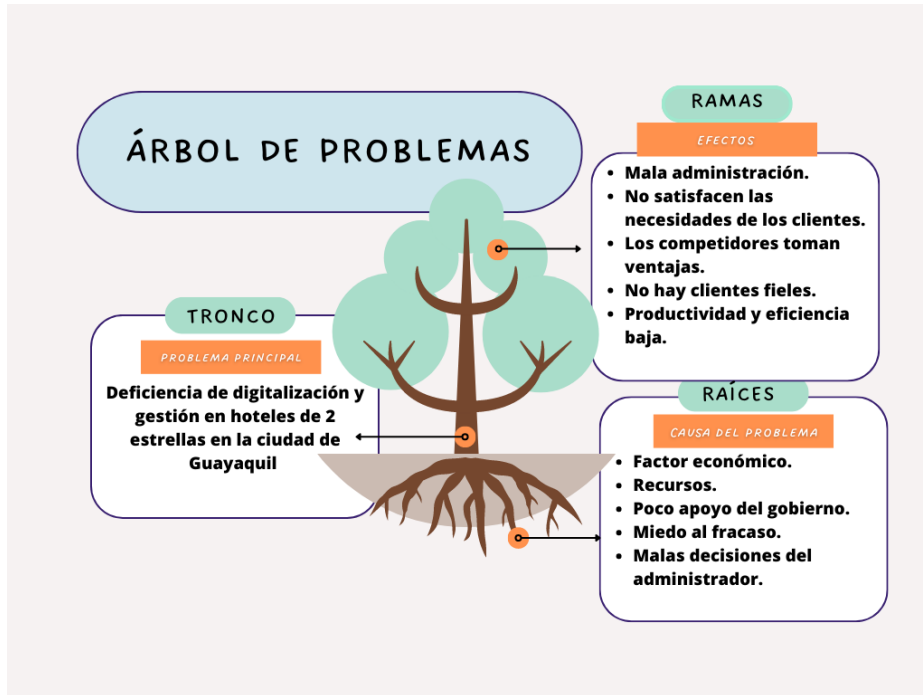 ÁRBOL DE PROBLEMAS
RAMAS
EFECTOS
• Mala administración.
• No satisfacen las
necesidades de los clientes.
• Los competidores toman
ventajas.
• No hay clientes fieles.
• Productividad y eficiencia
baja.
TRONCO
PROBLEMA PRINCIPAL
Deficiencia de digitalización y
gestión en hoteles de 2
estrellas en la ciudad de
Guayaquil
RAÍCES
CAUSA DEL PROBLEMA
• Factor económico.
• Recursos.
• Poco apoyo del gobierno.
• Miedo al fracaso.
• Malas decisiones del
administrador.